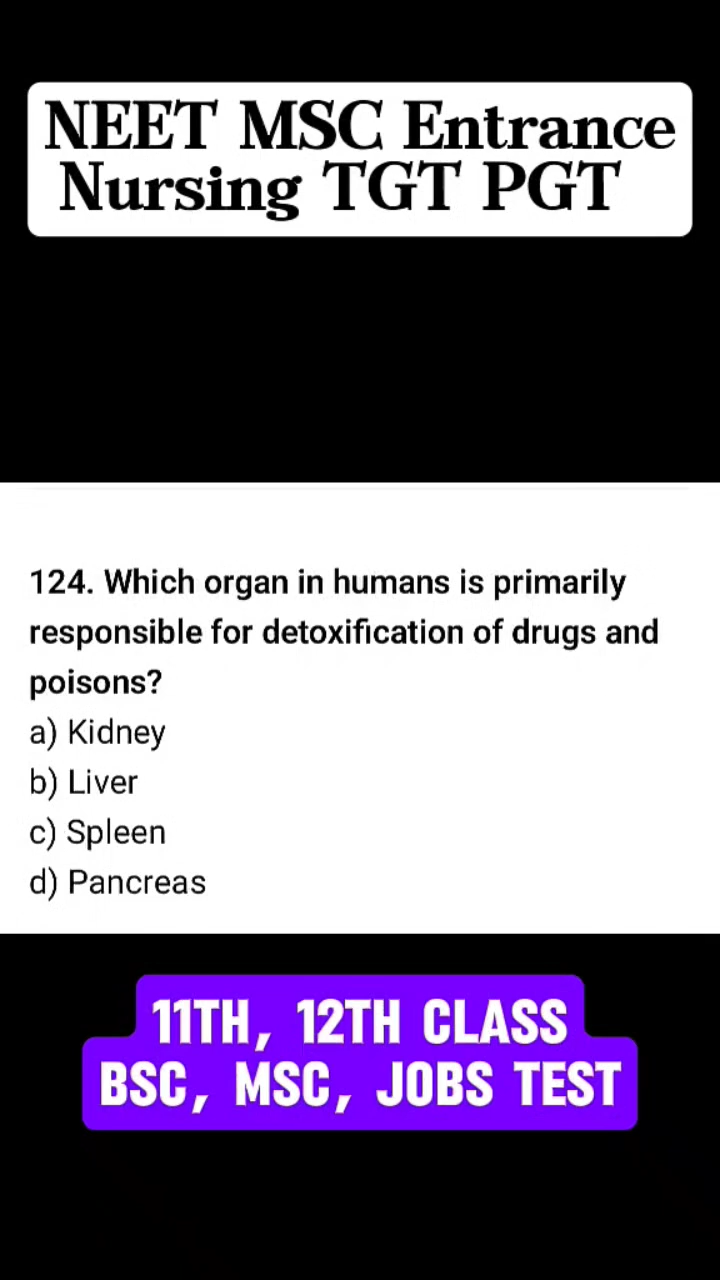 NEET MSC Entrance
Nursing TGT PGT
124. Which organ in humans is primarily
responsible for detoxification of drugs and
poisons?
a) Kidney
b) Liver
c) Spleen
d) Pancreas
11TH, 12TH CLASS
BSC, MSC, JOBS TEST